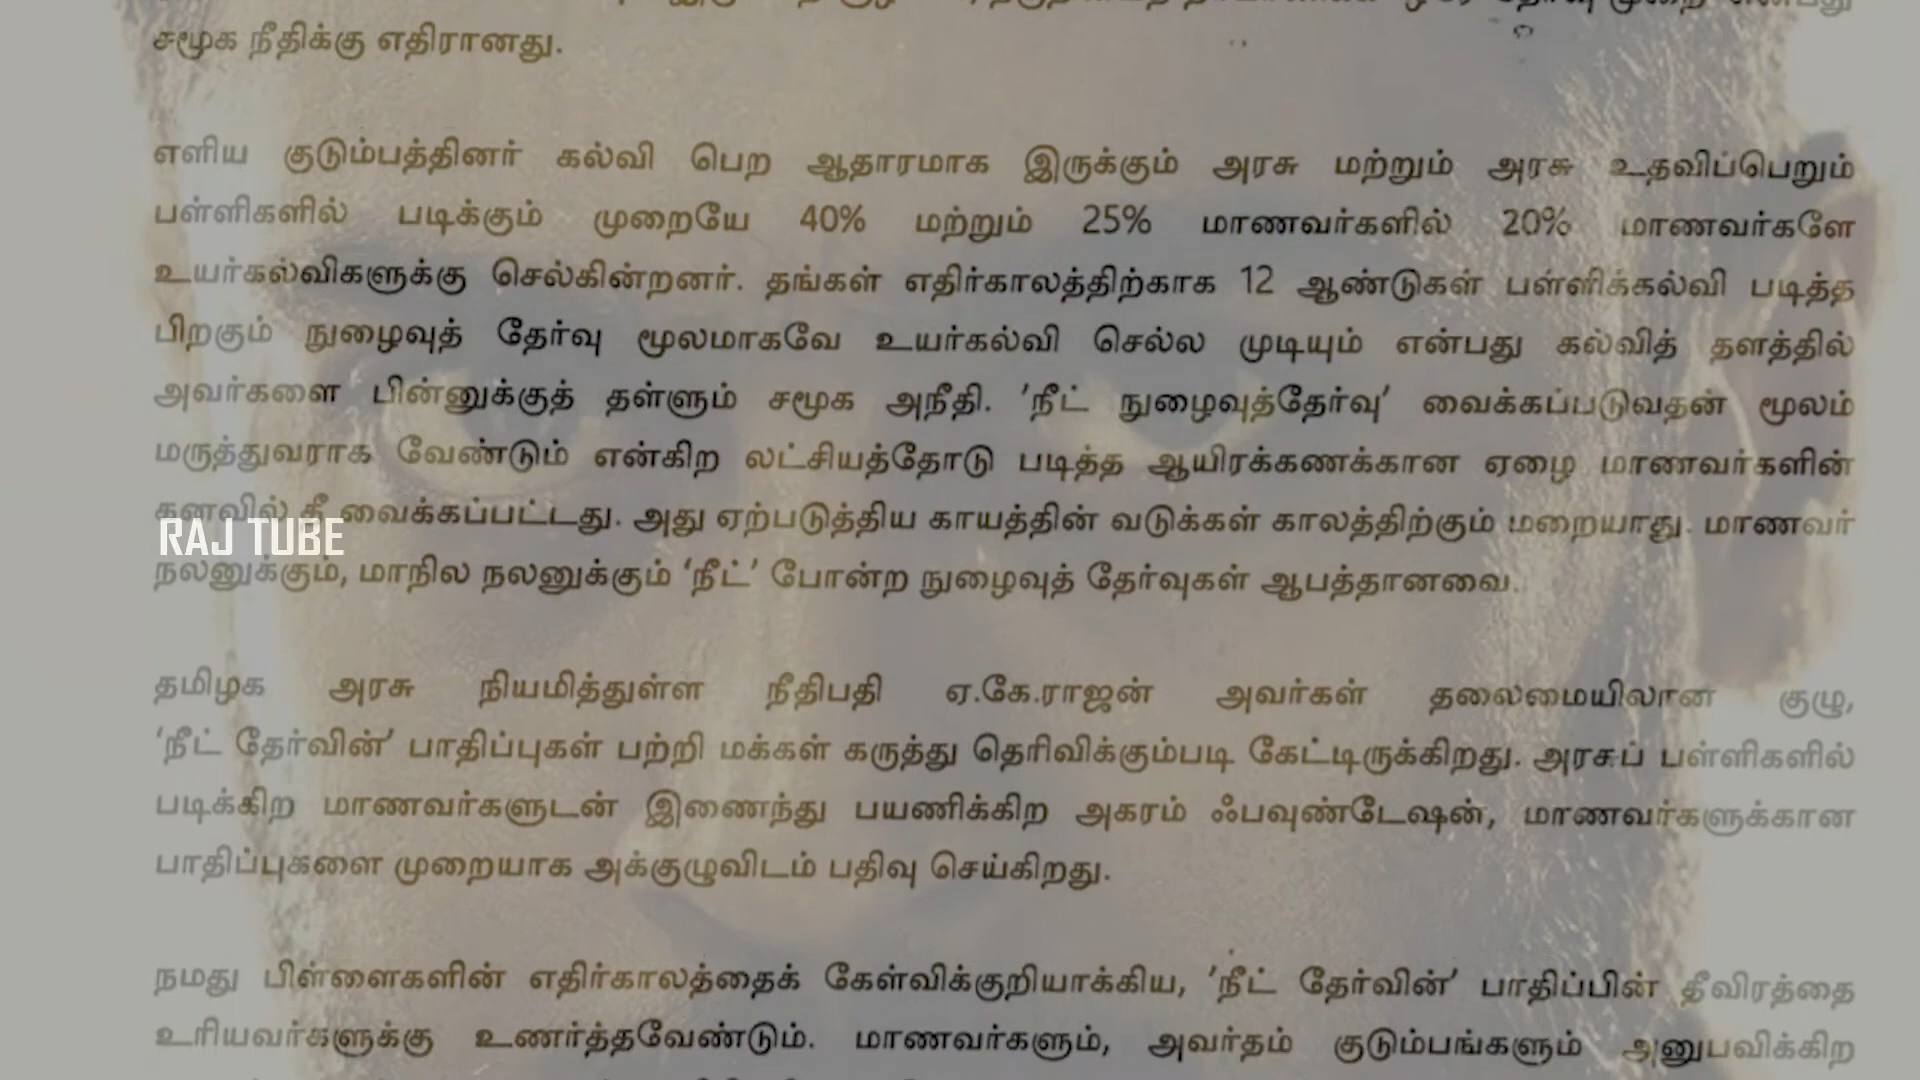 சமூக நீதிக்கு எதிரானது.
எளிய குடும்பத்தினர் கல்வி பெற ஆதாரமாக இருக்கும் அரசு மற்றும் அரசு உதவிப்பெறும்
பள்ளிகளில் படிக்கும் முறையே 40% மற்றும் 25% மாணவர்களில் 20% மாணவர்களே
உயர்கல்விகளுக்கு செல்கின்றனர். தங்கள் எதிர்காலத்திற்காக 12 ஆண்டுகள் பள்ளிக்கல்வி படித்த
பிறகும் நுழைவுத் தேர்வு மூலமாகவே உயர்கல்வி செல்ல முடியும் என்பது கல்வித் தளத்தில்
அவர்களை பின்னுக்குத் தள்ளும் சமூக அநீதி. 'நீட் நுழைவுத்தேர்வு' வைக்கப்படுவதன் மூலம்
மருத்துவராக வேண்டும் என்கிற லட்சியத்தோடு படித்த ஆயிரக்கணக்கான ஏழை மாணவர்களின்
கனவில் தீ வைக்கப்பட்டது. அது ஏற்படுத்திய காயத்தின் வடுக்கள் காலத்திற்கும் மறையாது. மாணவர்
RAJ TUBE
நலனுக்கும், மாநில நலனுக்கும் 'நீட்' போன்ற நுழைவுத் தேர்வுகள் ஆபத்தானவை.
தமிழக அரசு நியமித்துள்ள நீதிபதி ஏ.கே.ராஜன் அவர்கள் தலைமையிலான குழு,
'நீட் தேர்வின்' பாதிப்புகள் பற்றி மக்கள் கருத்து தெரிவிக்கும்படி கேட்டிருக்கிறது. அரசுப் பள்ளிகளில்
படிக்கிற மாணவர்களுடன் இணைந்து பயணிக்கிற அகரம் ஃபவுண்டேஷன், மாணவர்களுக்கான
பாதிப்புகளை முறையாக அக்குழுவிடம் பதிவு செய்கிறது.
நமது பிள்ளைகளின் எதிர்காலத்தைக் கேள்விக்குறியாக்கிய, 'நீட் தேர்வின்' பாதிப்பின் தீவிரத்தை
உரியவர்களுக்கு உணர்த்தவேண்டும். மாணவர்களும், அவர்தம் குடும்பங்களும் அனுபவிக்கிற